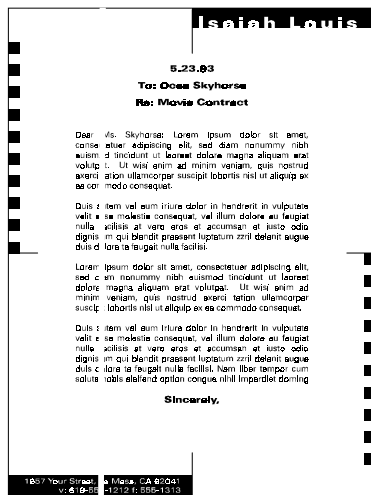 Isaiah Louis
5.23.93
To: Ocea Skyhorse
Re: Movie Contract
Dear Ms. Skyhorse: Lorem ipsum dolor sit amet,
consectetuer adipiscing elit, sed diam nonummy nibh
euismod tincidunt ut laoreet dolore magna aliquam erat
volutpat. Ut wisi enim ad minim veniam, quis nostrud
exerci tation ullamcorper suscipit lobortis nisl ut aliquip ex
ea commodo consequat.
Duis autem vel eum iriure dolor in hendrerit in vulputate
velit esse molestie consequat, vel illum dolore eu feugiat
nulla facilisis at vero eros et accumsan et iusto odio
dignissim qui blandit praesent luptatum zzril delenit augue
duis dolore te feugait nulla facilisi.
Lorem ipsum dolor sit amet, consectetuer adipiscing elit,
sed diam nonummy nibh euismod tincidunt ut laoreet
dolore magna aliquam erat volutpat. Ut wisi enim ad
minim veniam, quis nostrud exerci tation ullamcorper
suscipit lobortis nisl ut aliquip ex ea commodo consequat.
Duis autem vel eum iriure dolor in hendrerit in vulputate
velit esse molestie consequat, vel illum dolore eu feugiat
nulla facilisis at vero eros et accumsan et iusto odio
dignissim qui blandit praesent luptatum zzril delenit augue
duis dolore te feugait nulla facilisi. Nam liber tempor cum
soluta nobis eleifend option congue nihil imperdiet doming
Sincerely,
1957 Your Street, La Mesa, CA 92041
v: 619-555-1212 f: 555-1313